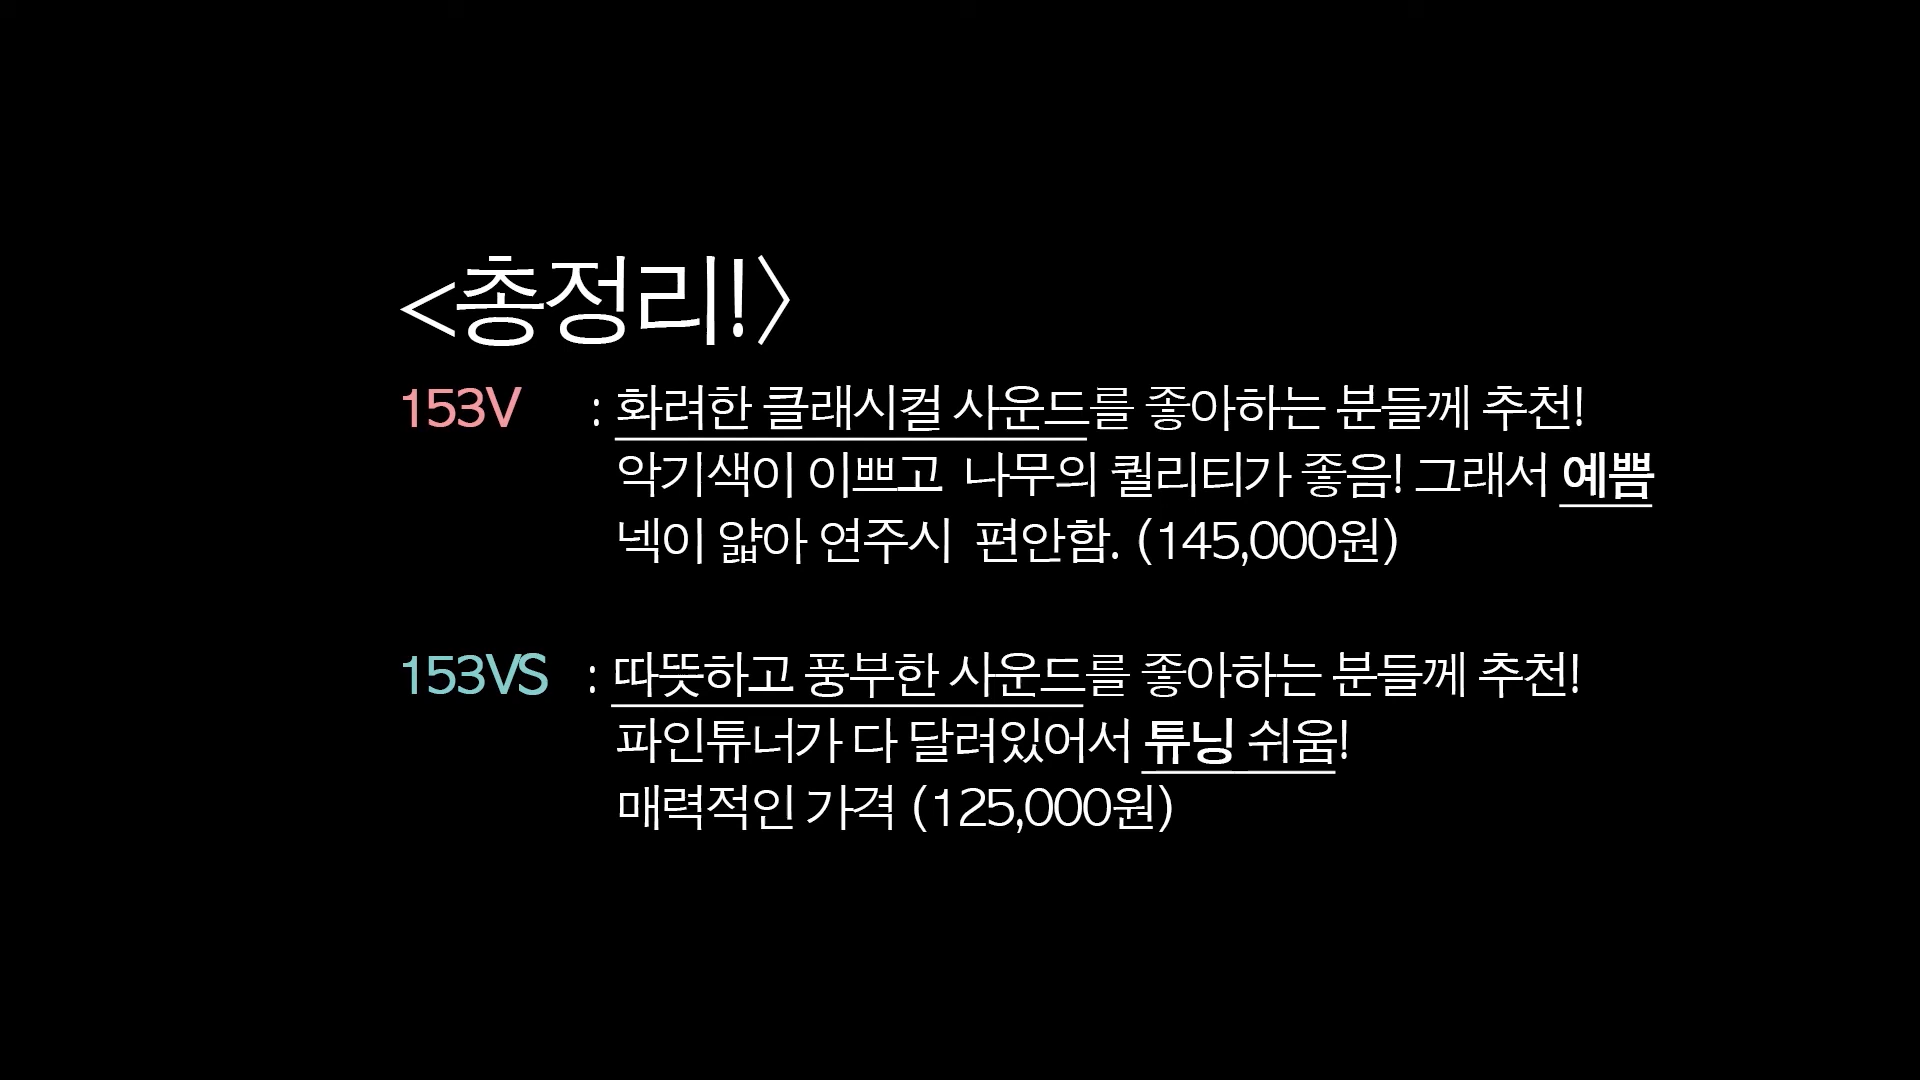 <총정리!>
153V : 화려한 클래시컬 사운드를 좋아하는 분들께 추천!
악기색이 이쁘고 나무의 퀄리티가 좋음! 그래서 예쁨
넥이 얇아 연주시 편안함. (145,000원)
153VS : 따뜻하고 풍부한 사운드를 좋아하는 분들께 추천!
파인튜너가 다 달려있어서 튜닝 쉬움!
매력적인 가격 (125,000원)